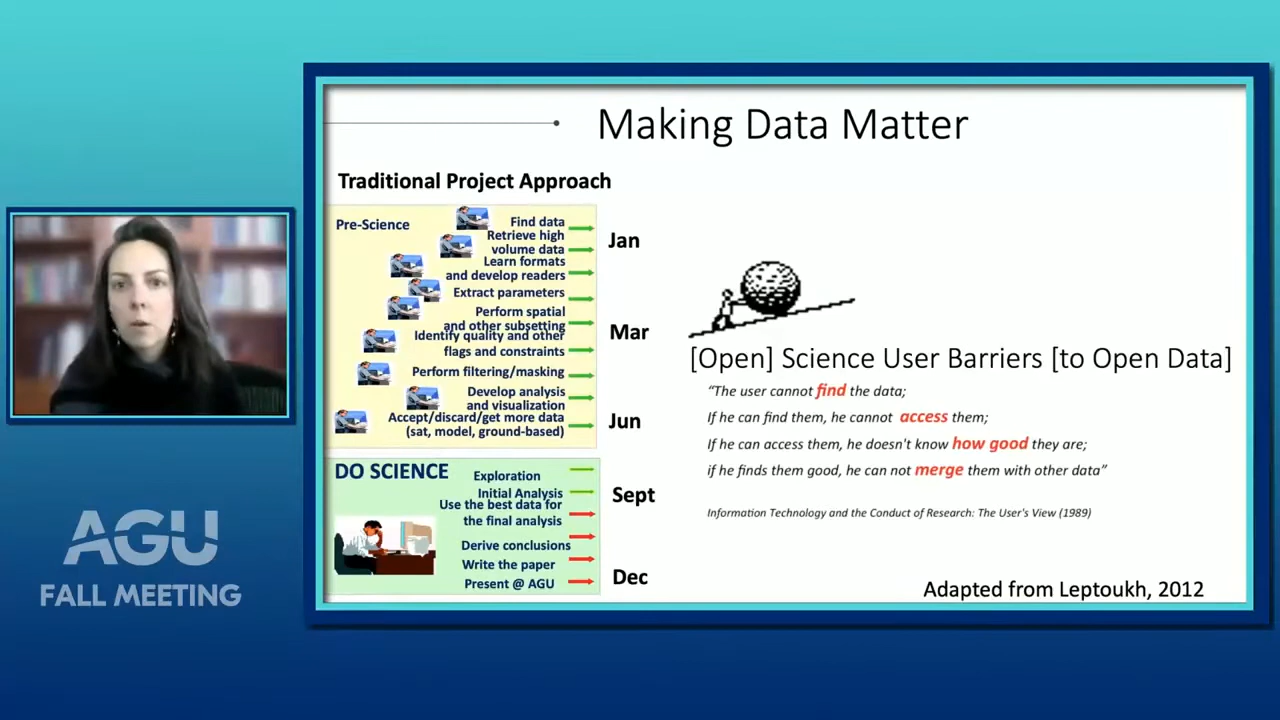 Making Data Matter
Traditional Project Approach
Pre-Science
Find data
Retrieve high
volume data
Learn formats
and develop readers
Extract parameters
Perform spatial
and other subsetting
Identify quality and other
flags and constraints
Perform filtering/masking
Develop analysis
and visualization
Accept/discard/get more data
(sat, model, ground-based)
Jan
Mar
Jun
DO SCIENCE
Exploration
Initial Analysis
Use the best data for
the final analysis
Derive conclusions
Write the paper
Present @ AGU
Sept
Dec
[Open] Science User Barriers [to Open Data]
“The user cannot find the data;
If he can find them, he cannot access them;
If he can access them, he doesn't know how good they are;
if he finds them good, he can not merge them with other data”
Information Technology and the Conduct of Research: The User's View (1989)
Adapted from Leptoukh, 2012
AGU
FALL MEETING